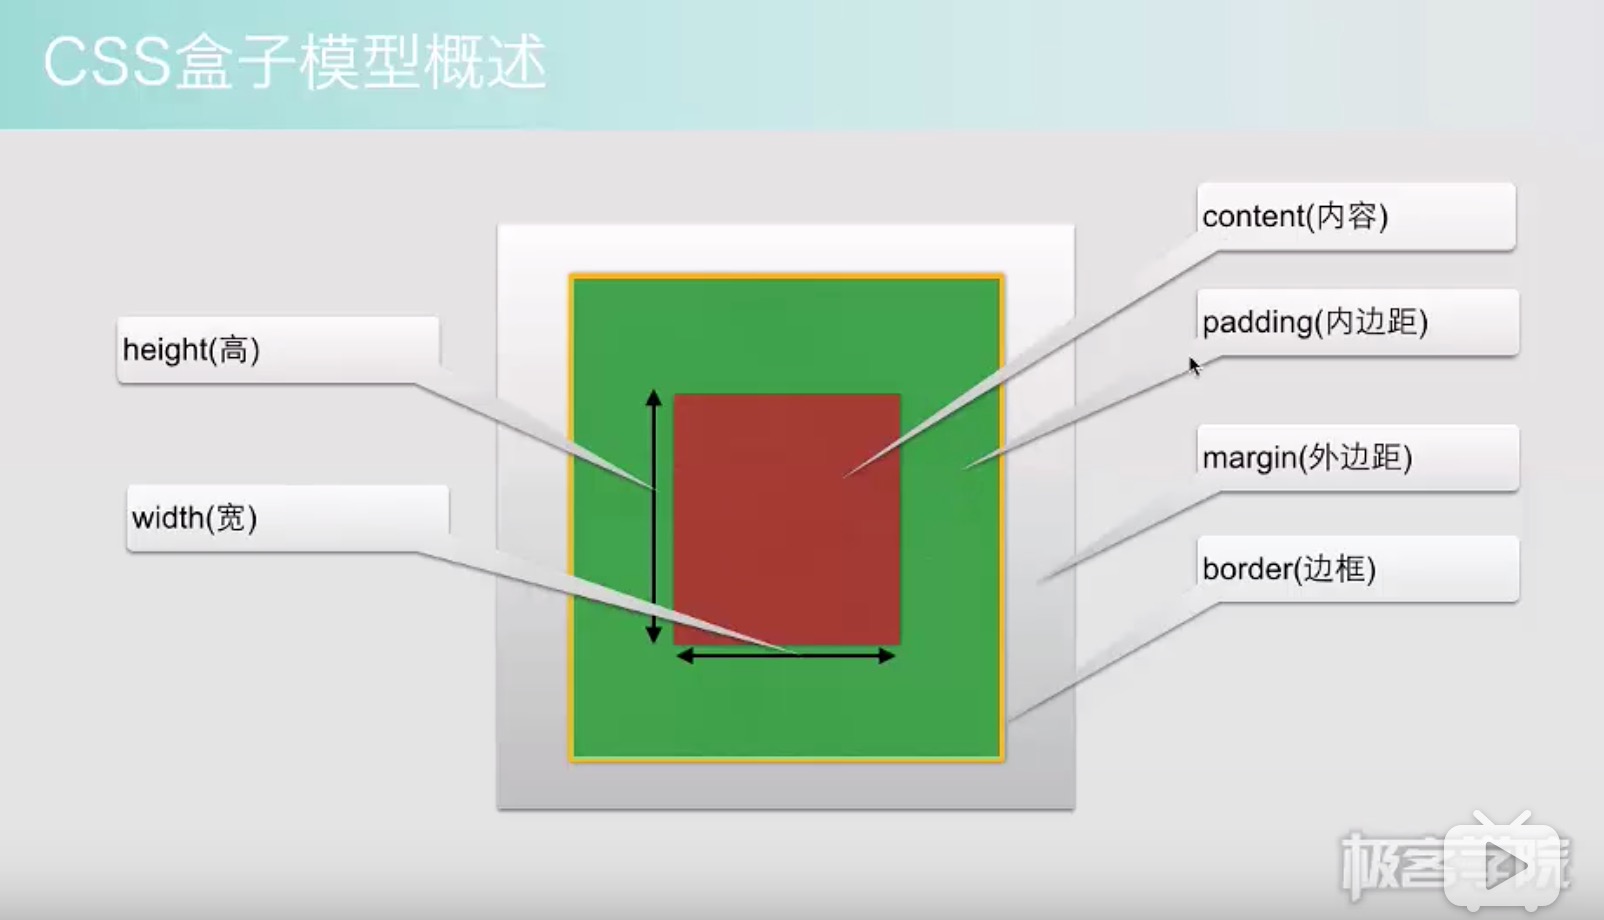 CSS盒子模型概述
content(内容)
padding(内边距)
height(高)
margin(外边距)
width(宽)
border(边框)
极客学院